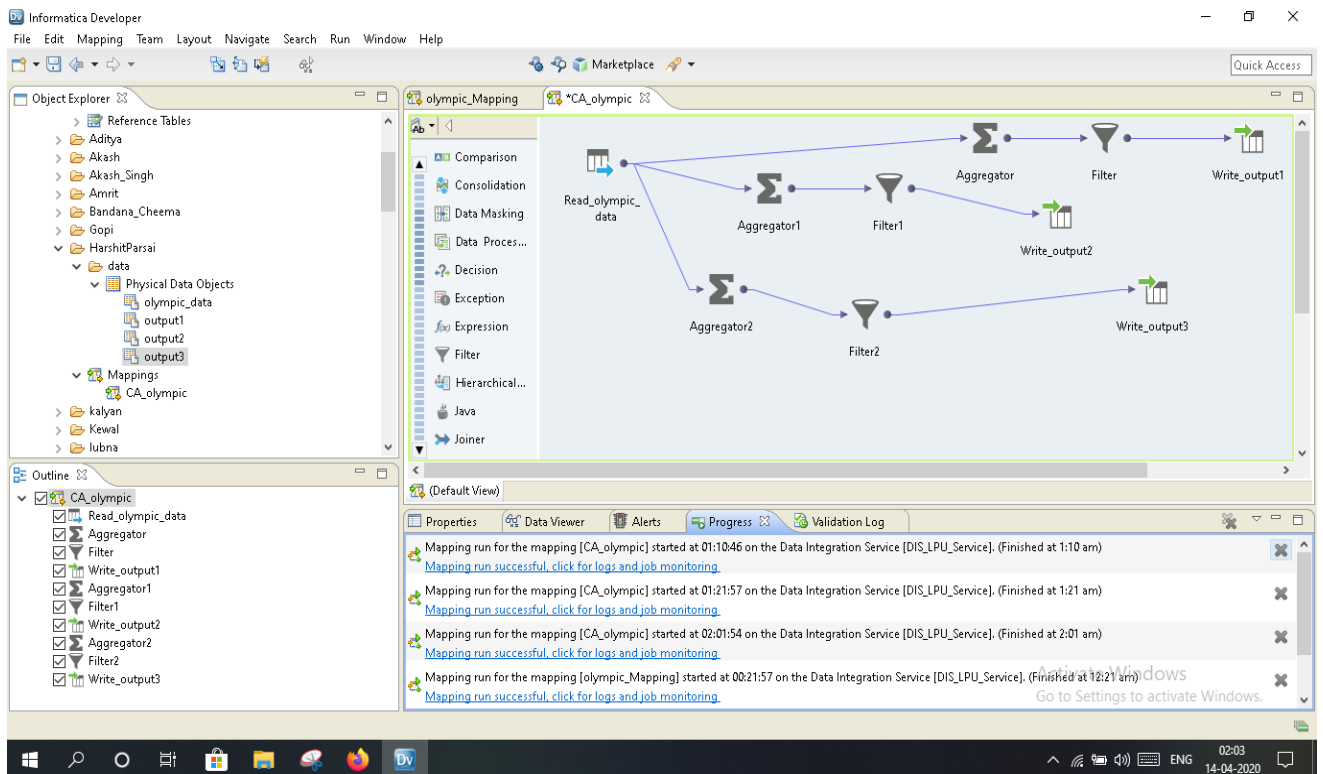 Dv Informatica Developer
File Edit Mapping Team Layout Navigate Search Run Window Help
Marketplace
Quick Access
Object Explorer
Reference Tables
Aditya
Akash
Akash_Singh
Amrit
Bandana_Cheema
Gopi
HarshitParsai
data
Physical Data Objects
olympic_data
output1
output2
output3
Mappings
CA_olympic
kalyan
Kewal
lubna
Outline
CA_olympic
Read_olympic_data
Aggregator
Filter
Write_output1
Aggregator1
Filter1
Write_output2
Aggregator2
Filter2
Write_output3
olympic_Mapping
*CA_olympic
Ab
Comparison
Consolidation
Data Masking
Data Proces...
Decision
Exception
f(x) Expression
Filter
Hierarchical...
Java
Joiner
Read_olympic_
data
Aggregator
Filter
Write_output1
Aggregator1
Filter1
Write_output2
Aggregator2
Filter2
Write_output3
(Default View)
Properties Data Viewer Alerts Progress Validation Log
Mapping run for the mapping [CA_olympic] started at 01:10:46 on the Data Integration Service [DIS_LPU_Service]. (Finished at 1:10 am)
Mapping run successful, click for logs and job monitoring
Mapping run for the mapping [CA_olympic] started at 01:21:57 on the Data Integration Service [DIS_LPU_Service]. (Finished at 1:21 am)
Mapping run successful, click for logs and job monitoring
Mapping run for the mapping [CA_olympic] started at 02:01:54 on the Data Integration Service [DIS_LPU_Service]. (Finished at 2:01 am)
Mapping run successful, click for logs and job monitoring
Mapping run for the mapping [olympic_Mapping] started at 00:21:57 on the Data Integration Service [DIS_LPU_Service]. (Finished at 12:21 am)
Mapping run successful, click for logs and job monitoring
Activate Windows
Go to Settings to activate Windows.
Dv
ENG
02:03
14-04-2020